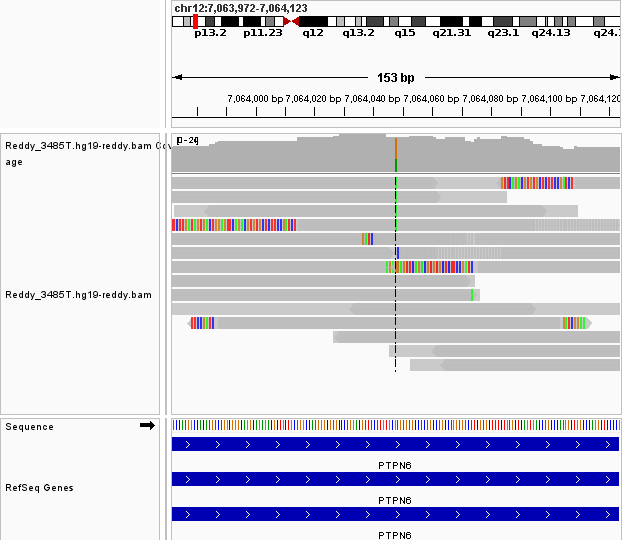 chr12:7,063,972-7,064,123
p13.2 p11.23 q12 q13.2 q15 q21.31 q23.1 q24.13 q24.
153 bp
7,064,000 bp 7,064,020 bp 7,064,040 bp 7,064,060 bp 7,064,080 bp 7,064,100 bp 7,064,120
Reddy_3485T.hg19-reddy.bam Cov
age
Reddy_3485T.hg19-reddy.bam
Sequence
PTPN6
RefSeq Genes
PTPN6
PTPN6